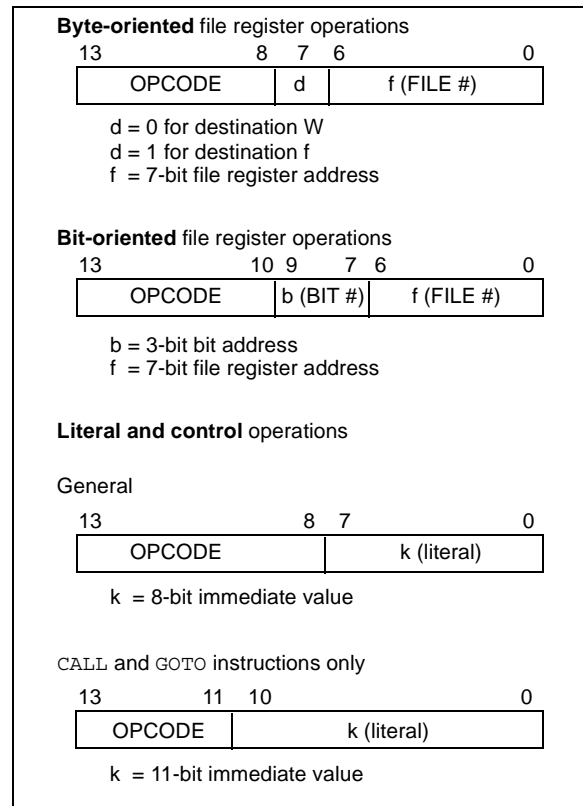 Byte-oriented file register operations
13 8 7 6 0
OPCODE d f (FILE #)
d = 0 for destination W
d = 1 for destination f
f = 7-bit file register address
Bit-oriented file register operations
13 10 9 7 6 0
OPCODE b (BIT #) f (FILE #)
b = 3-bit bit address
f = 7-bit file register address
Literal and control operations
General
13 8 7 0
OPCODE k (literal)
k = 8-bit immediate value
CALL and GOTO instructions only
13 11 10 0
OPCODE k (literal)
k = 11-bit immediate value